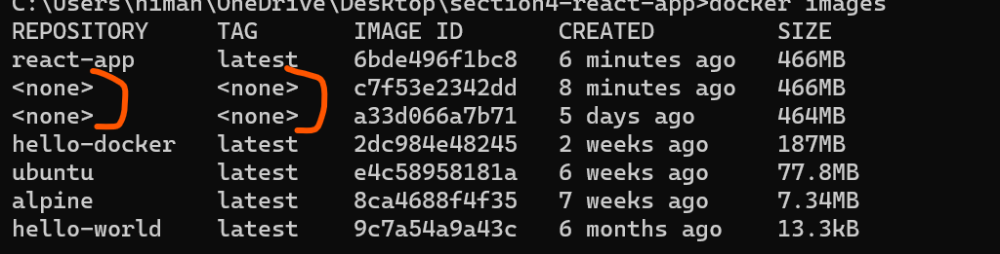 C:\Users\himan\OneDrive\Desktop\section4-react-app>docker images
REPOSITORY TAG IMAGE ID CREATED SIZE
react-app latest 6bde496f1bc8 6 minutes ago 466MB
<none> <none> c7f53e2342dd 8 minutes ago 466MB
<none> <none> a33d066a7b71 5 days ago 464MB
hello-docker latest 2dc984e48245 2 weeks ago 187MB
ubuntu latest e4c58958181a 6 weeks ago 77.8MB
alpine latest 8ca4688f4f35 7 weeks ago 7.34MB
hello-world latest 9c7a54a9a43c 6 months ago 13.3kB